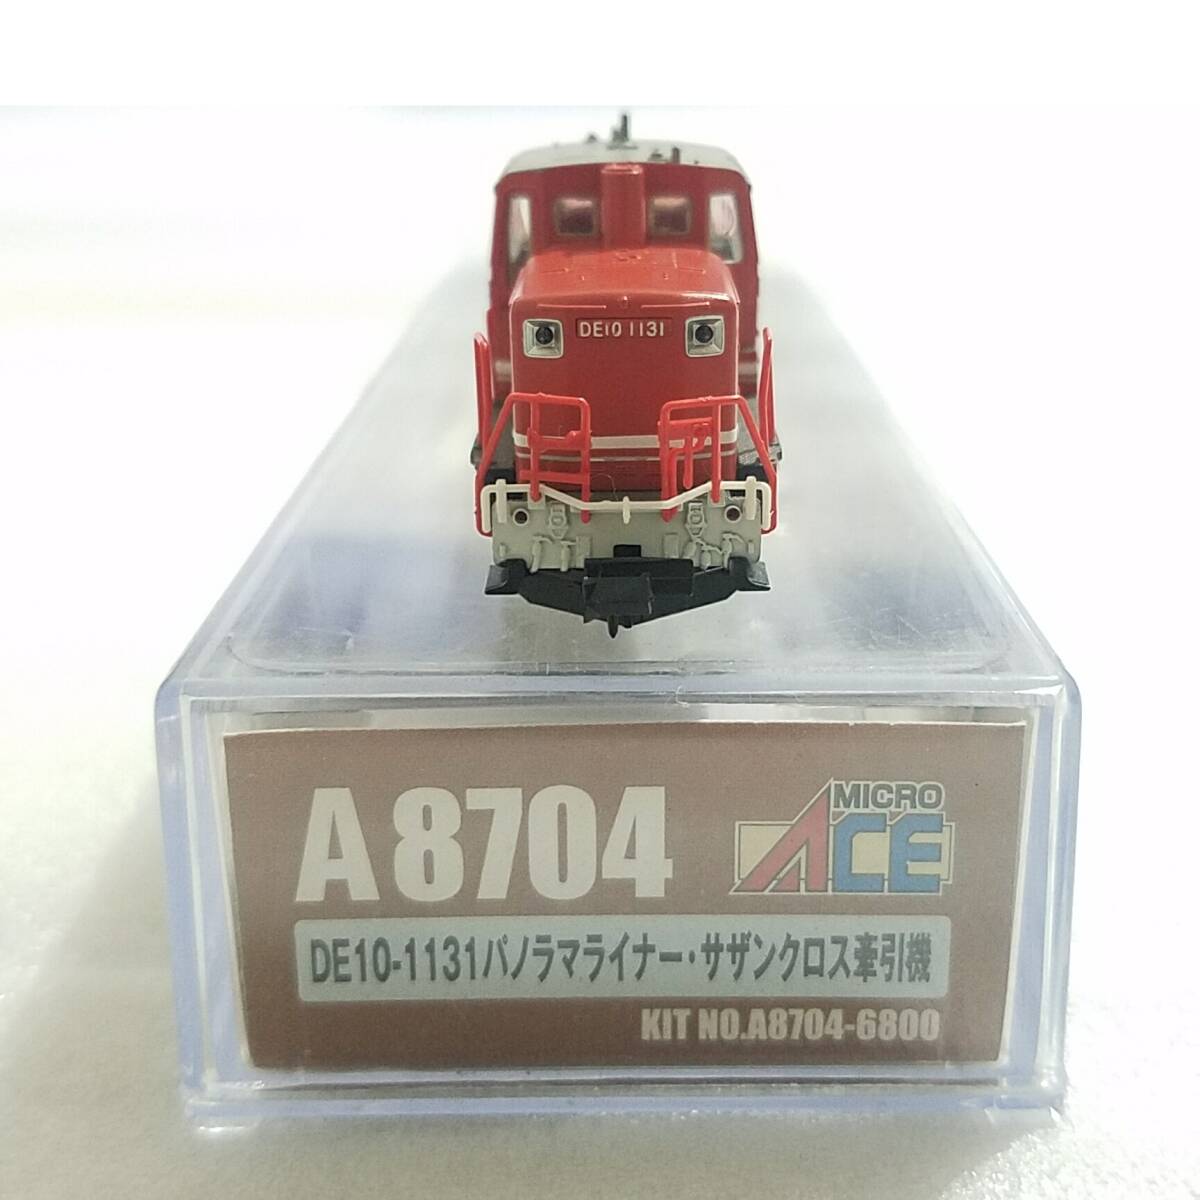 DE10 1131
A8704
MICRO
ACE
DE10-1131パノラマライナー・サザンクロス牽引機
KIT NO.A8704-6800